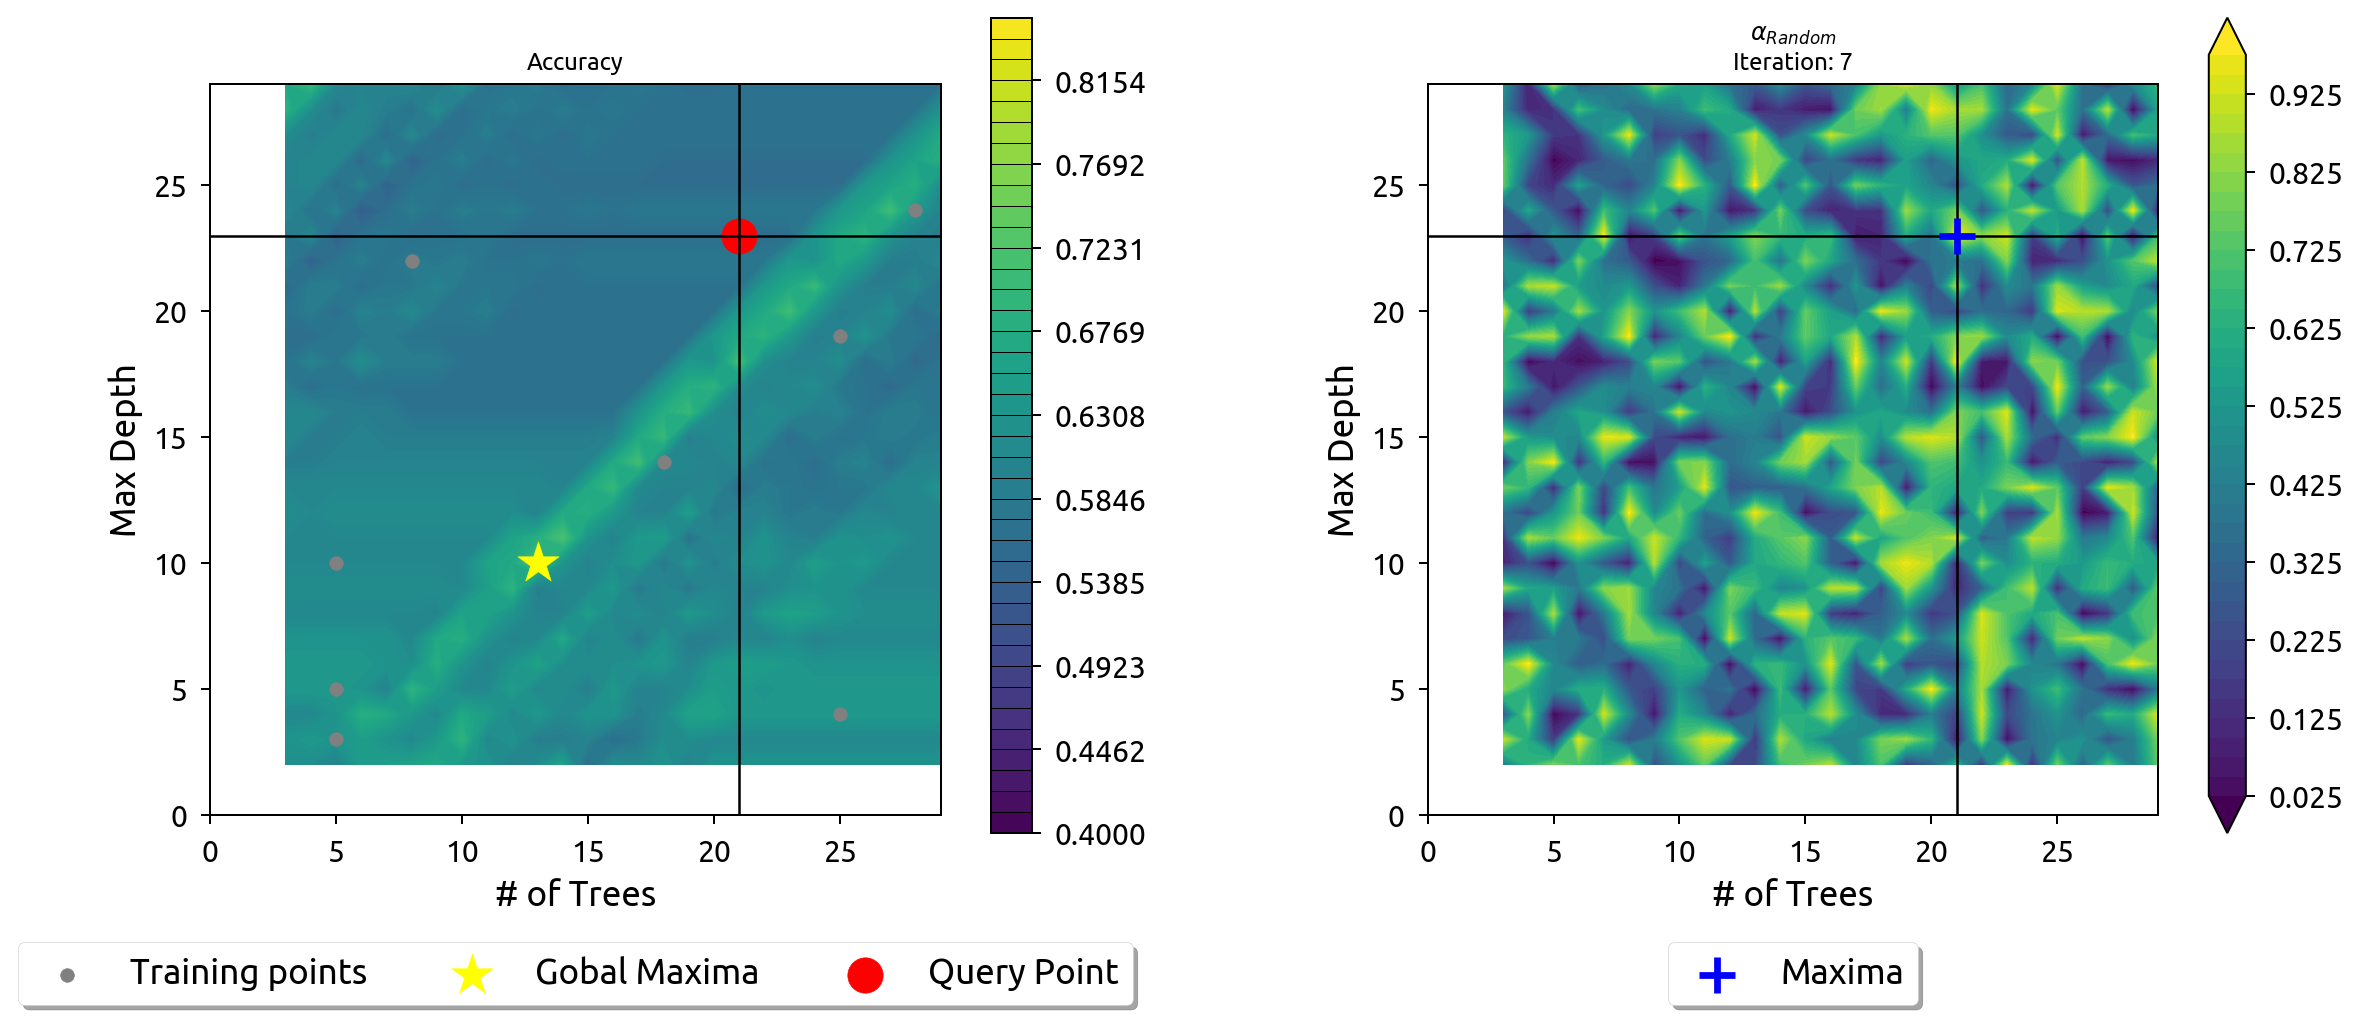 Accuracy
Max Depth
25
20
15
10
5
0
0 5 10 15 20 25
# of Trees
0.8154
0.7692
0.7231
0.6769
0.6308
0.5846
0.5385
0.4923
0.4462
0.4000
Training points Gobal Maxima Query Point
α_Random
Iteration: 7
Max Depth
25
20
15
10
5
0
0 5 10 15 20 25
# of Trees
0.925
0.825
0.725
0.625
0.525
0.425
0.325
0.225
0.125
0.025
Maxima